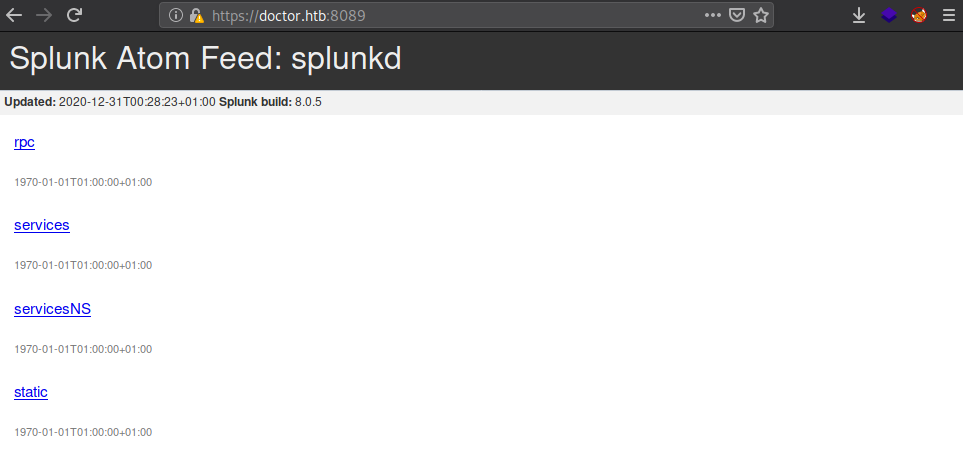 https://doctor.htb:8089
Splunk Atom Feed: splunkd
Updated: 2020-12-31T00:28:23+01:00 Splunk build: 8.0.5
rpc
1970-01-01T01:00:00+01:00
services
1970-01-01T01:00:00+01:00
servicesNS
1970-01-01T01:00:00+01:00
static
1970-01-01T01:00:00+01:00